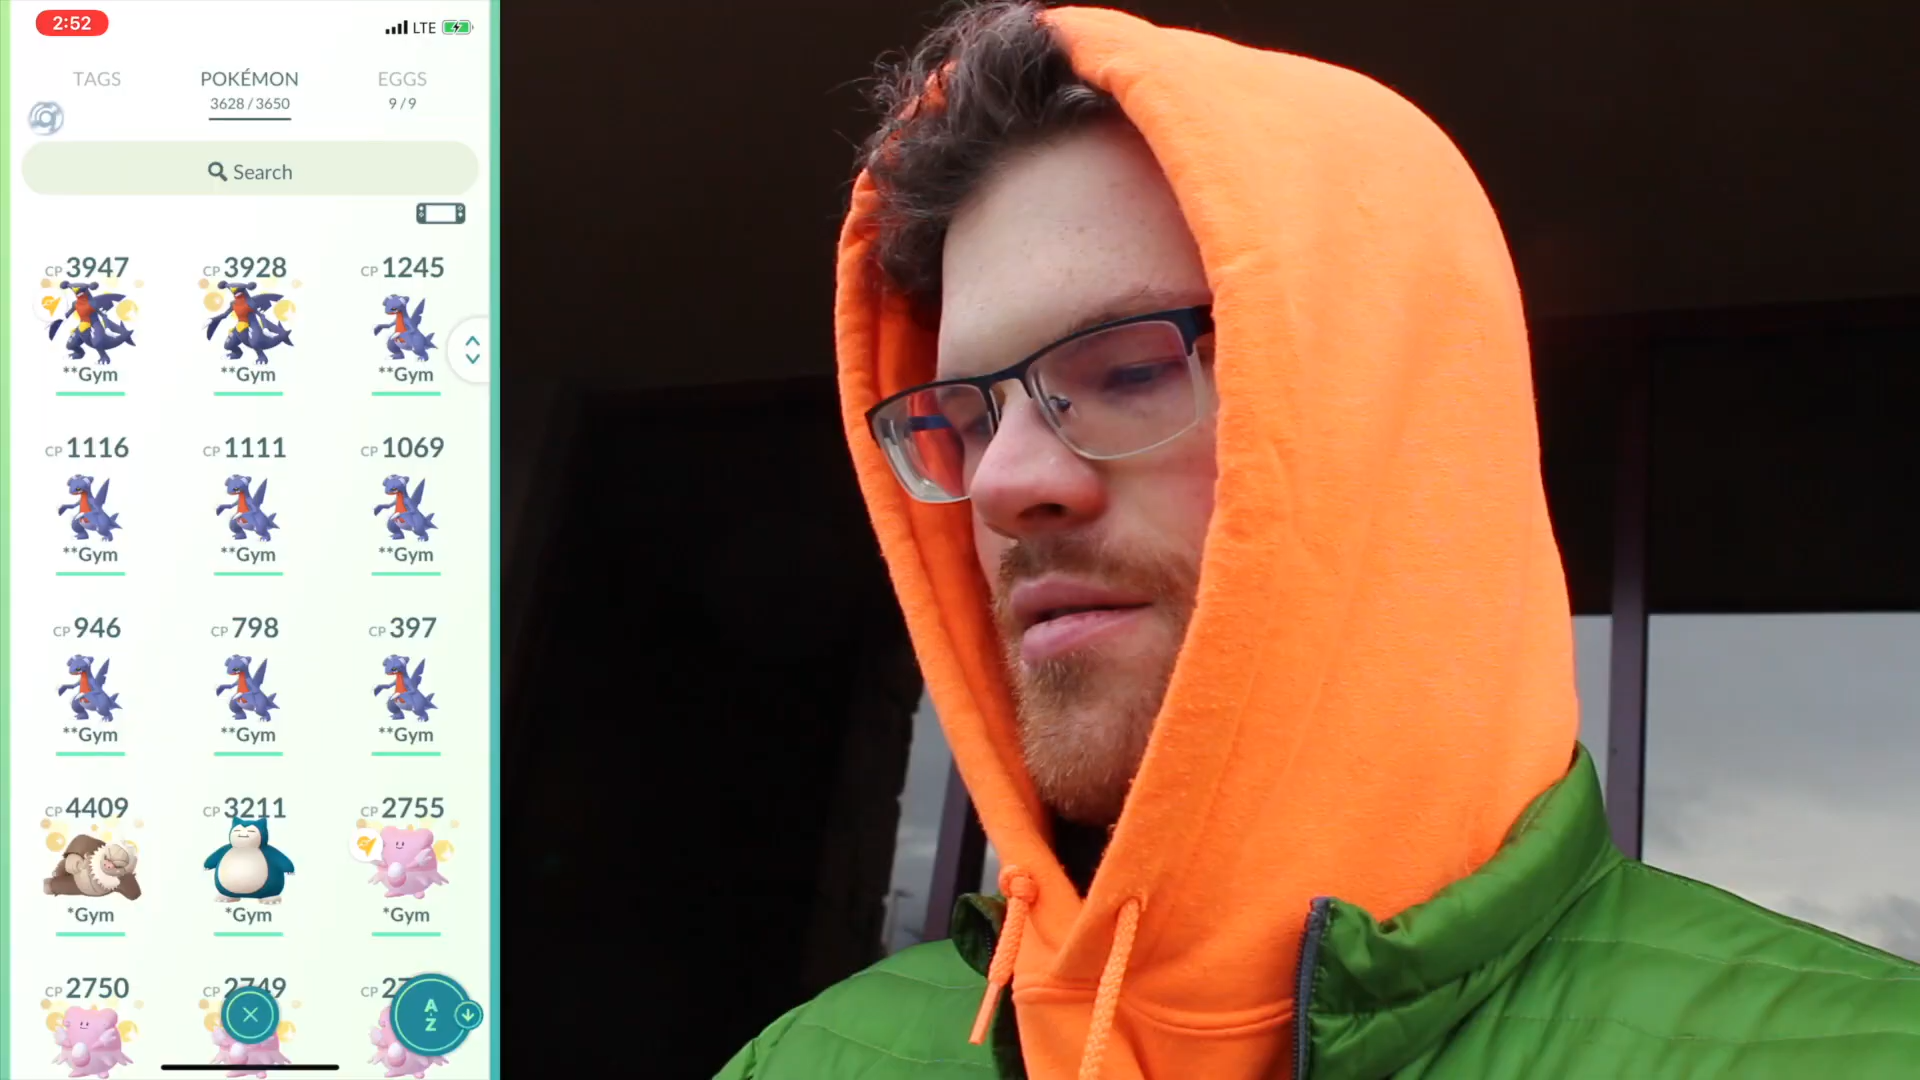 2:52
LTE
TAGS
POKÉMON
EGGS
3628 / 3650
9 / 9
Search
CP 3947
CP 3928
CP 1245
**Gym
**Gym
**Gym
CP 1116
CP 1111
CP 1069
**Gym
**Gym
**Gym
CP 946
CP 798
CP 397
**Gym
**Gym
**Gym
CP 4409
CP 3211
CP 2755
*Gym
*Gym
*Gym
CP 2750
2749
CP
A-Z